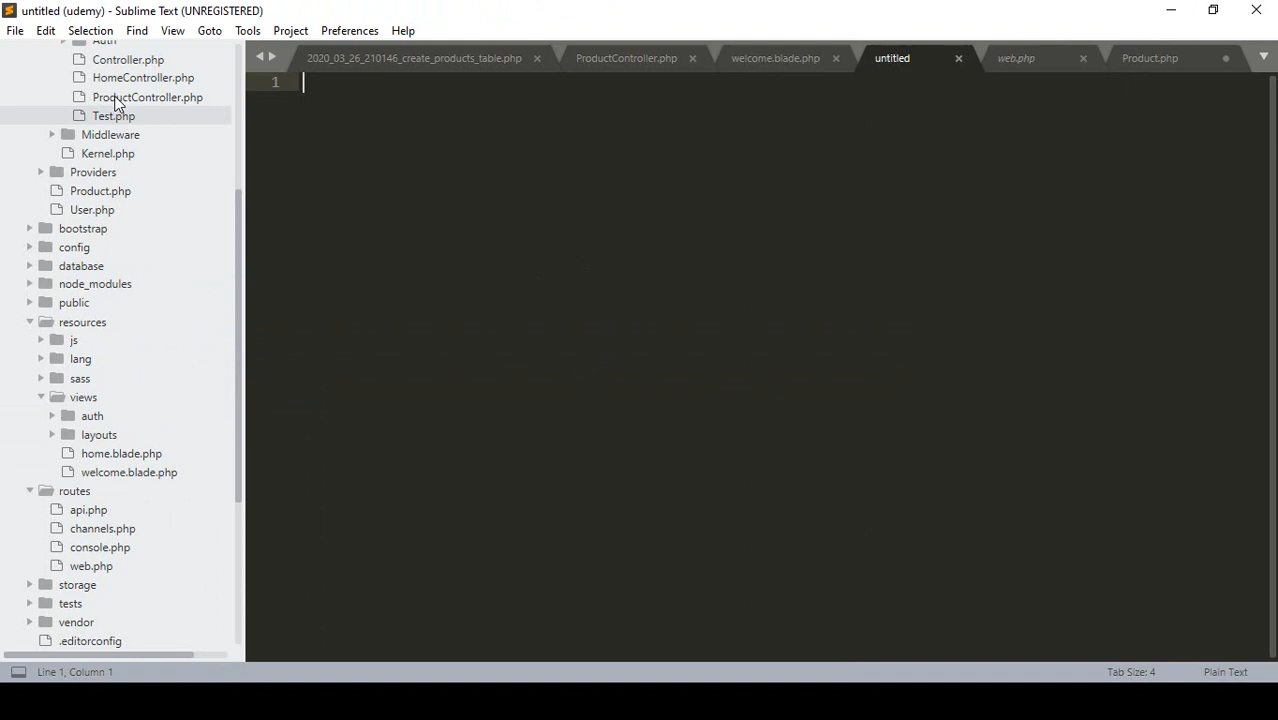 untitled (udemy) - Sublime Text (UNREGISTERED)
File Edit Selection View Find Goto Tools Project Preferences Help
2020_03_26_210146_create_products_table.php ProductController.php welcome.blade.php untitled web.php Product.php
1
Auth
Controller.php
HomeController.php
ProductController.php
Test.php
Middleware
Kernel.php
Providers
Product.php
User.php
bootstrap
config
database
node_modules
public
resources
js
lang
sass
views
auth
layouts
home.blade.php
welcome.blade.php
routes
api.php
channels.php
console.php
web.php
storage
tests
vendor
.editorconfig
Line 1, Column 1 Tab Size: 4 Plain Text